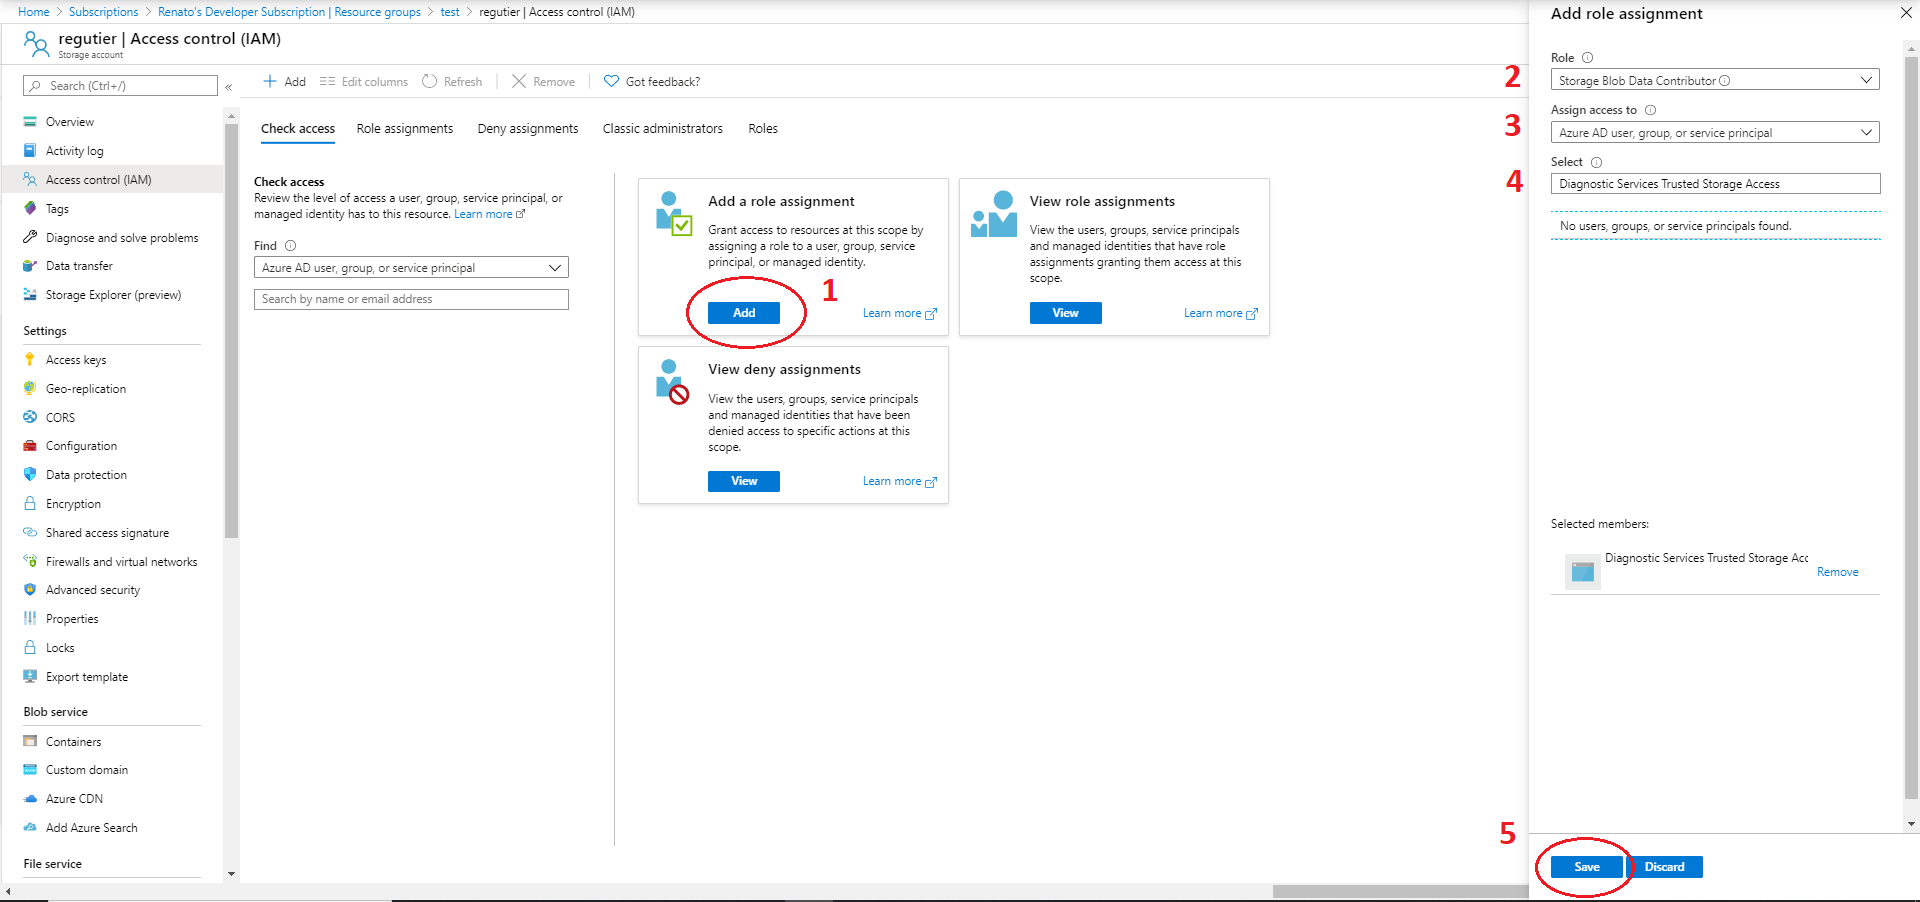 Home > Subscriptions > Renato's Developer Subscription | Resource groups > test > regutier | Access control (IAM)
regutier | Access control (IAM)
Storage account
Search (Ctrl+/)
«
Overview
Activity log
Access control (IAM)
Tags
Diagnose and solve problems
Data transfer
Storage Explorer (preview)
Settings
Access keys
Geo-replication
CORS
Configuration
Data protection
Encryption
Shared access signature
Firewalls and virtual networks
Advanced security
Properties
Locks
Export template
Blob service
Containers
Custom domain
Azure CDN
Add Azure Search
File service
+ Add Edit columns Refresh Remove Got feedback?
Check access Role assignments Deny assignments Classic administrators Roles
Check access
Review the level of access a user, group, service principal, or
managed identity has to this resource. Learn more
Find
Azure AD user, group, or service principal
Search by name or email address
Add a role assignment
Grant access to resources at this scope by
assigning a role to a user, group, service
principal, or managed identity.
1
Add Learn more
View role assignments
View the users, groups, service principals
and managed identities that have role
assignments granting them access at this
scope.
View Learn more
View deny assignments
View the users, groups, service principals
and managed identities that have been
denied access to specific actions at this
scope.
View Learn more
Add role assignment
Role
2
Storage Blob Data Contributor
Assign access to
3
Azure AD user, group, or service principal
Select
4
Diagnostic Services Trusted Storage Access
No users, groups, or service principals found.
Selected members:
Diagnostic Services Trusted Storage Acc
Remove
5
Save Discard